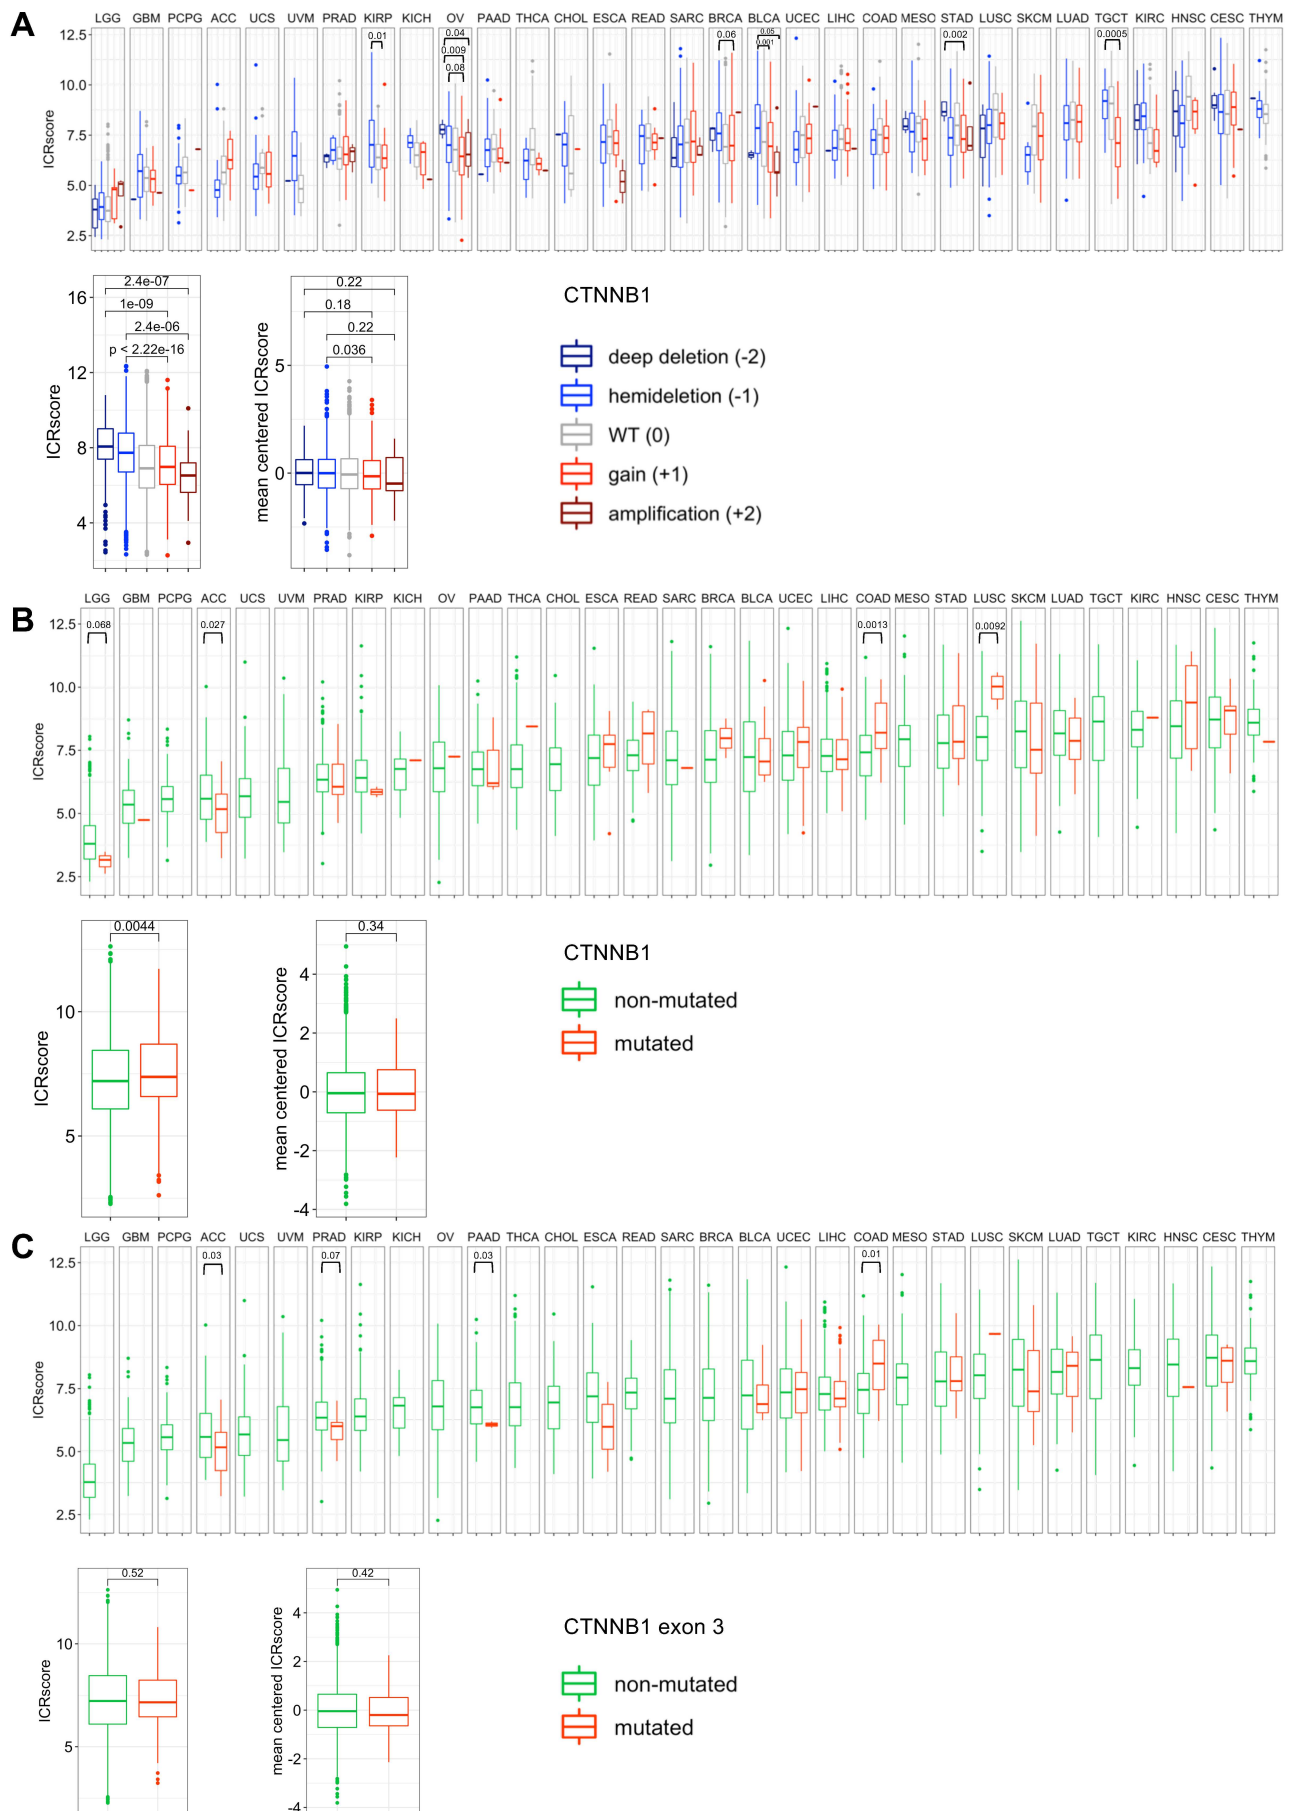 A
LGG GBM PCPG ACC UCS UVM PRAD KIRP KICH OV PAAD THCA CHOL ESCA READ SARC BRCA BLCA UCEC LIHC COAD MESO STAD LUSC SKCM LUAD TGCT KIRC HNSC CESC THYM
ICRscore
12.5
10.0
7.5
5.0
2.5
0.01
0.04
0.009
0.08
0.06
0.05
0.001
0.002
0.0005
ICRscore
16
12
8
4
2.4e-07
1e-09
2.4e-06
p < 2.22e-16
mean centered ICRscore
5
0
0.22
0.18
0.22
0.036
CTNNB1
deep deletion (-2)
hemideletion (-1)
WT (0)
gain (+1)
amplification (+2)
B
LGG GBM PCPG ACC UCS UVM PRAD KIRP KICH OV PAAD THCA CHOL ESCA READ SARC BRCA BLCA UCEC LIHC COAD MESO STAD LUSC SKCM LUAD TGCT KIRC HNSC CESC THYM
ICRscore
12.5
10.0
7.5
5.0
2.5
0.068
0.027
0.0013
0.0092
ICRscore
10
5
0.0044
mean centered ICRscore
4
2
0
-2
-4
0.34
CTNNB1
non-mutated
mutated
C
LGG GBM PCPG ACC UCS UVM PRAD KIRP KICH OV PAAD THCA CHOL ESCA READ SARC BRCA BLCA UCEC LIHC COAD MESO STAD LUSC SKCM LUAD TGCT KIRC HNSC CESC THYM
ICRscore
12.5
10.0
7.5
5.0
2.5
0.03
0.07
0.03
0.01
ICRscore
10
5
0.52
mean centered ICRscore
4
2
0
-2
-4
0.42
CTNNB1 exon 3
non-mutated
mutated